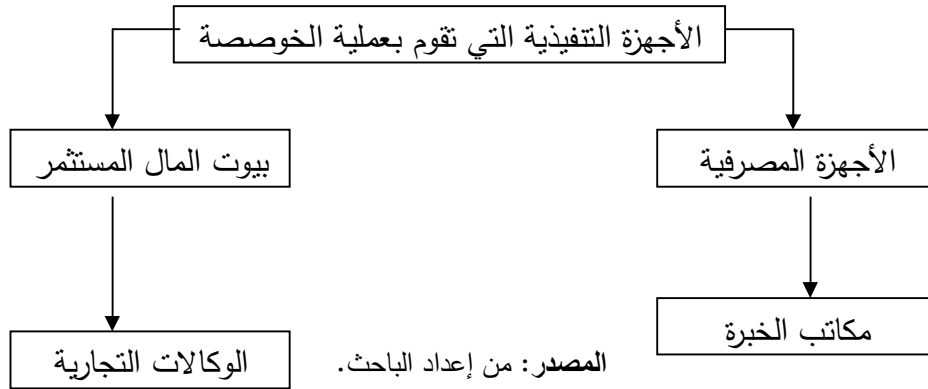 الأجهزة التنفيذية التي تقوم بعملية الخوصصة
الأجهزة المصرفية
بيوت المال المستثمر
مكاتب الخبرة
الوكالات التجارية
المصدر: من إعداد الباحث.